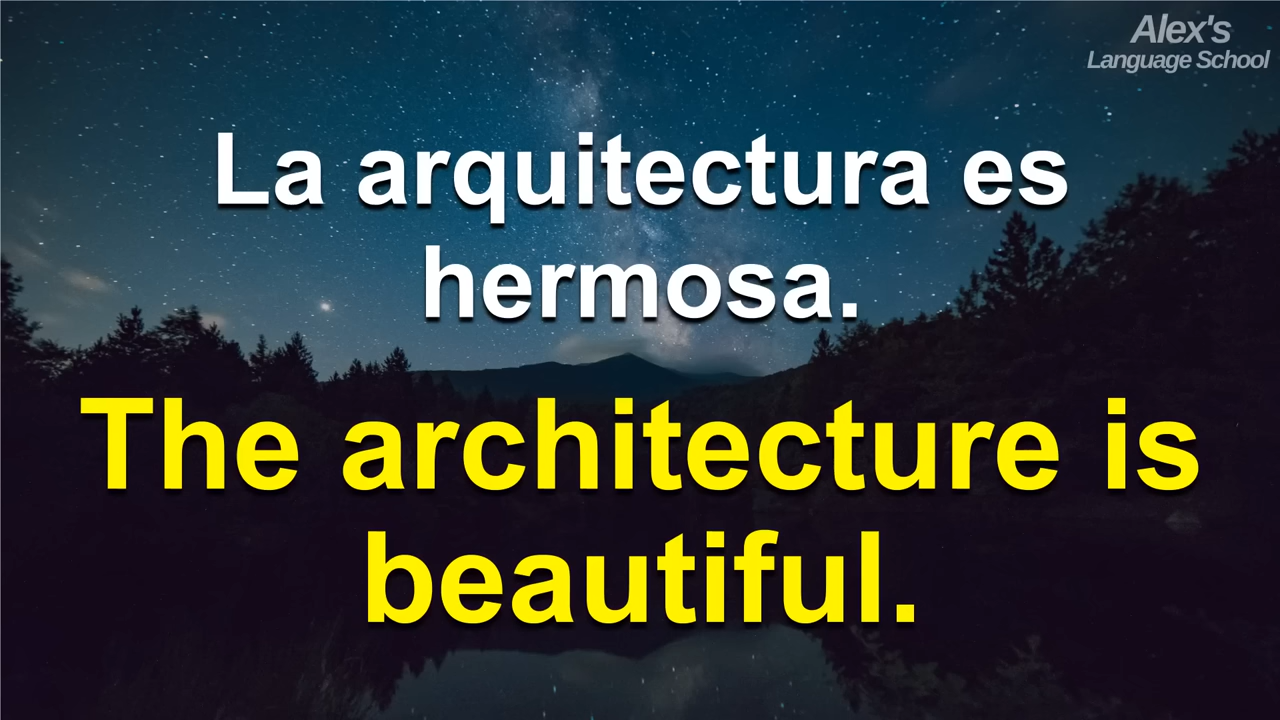 Alex's
Language School
La arquitectura es
hermosa.
The architecture is
beautiful.